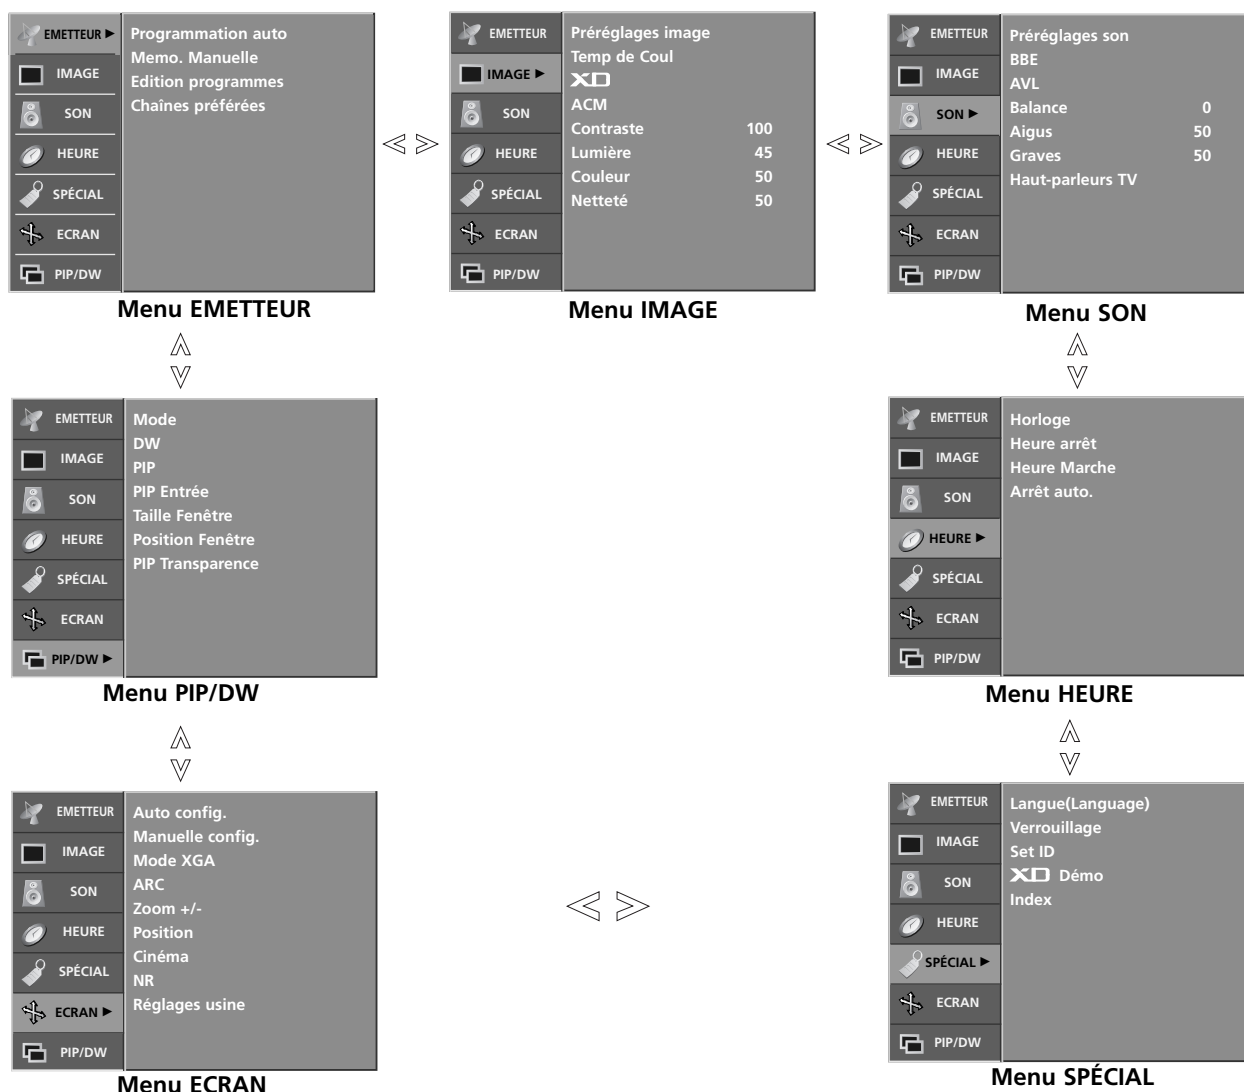 EMETTEUR ►
IMAGE
SON
HEURE
SPÉCIAL
ECRAN
PIP/DW
Programmation auto
Memo. Manuelle
Edition programmes
Chaînes préférées
Menu EMETTEUR
EMETTEUR
IMAGE ►
SON
HEURE
SPÉCIAL
ECRAN
PIP/DW
Préréglages image
Temp de Coul
XD
ACM
Contraste 100
Lumière 45
Couleur 50
Netteté 50
Menu IMAGE
EMETTEUR
IMAGE
SON ►
HEURE
SPÉCIAL
ECRAN
PIP/DW
Préréglages son
BBE
AVL
Balance 0
Aigus 50
Graves 50
Haut-parleurs TV
Menu SON
EMETTEUR
IMAGE
SON
HEURE
SPÉCIAL
ECRAN
PIP/DW ►
Mode
DW
PIP
PIP Entrée
Taille Fenêtre
Position Fenêtre
PIP Transparence
Menu PIP/DW
EMETTEUR
IMAGE
SON
HEURE ►
SPÉCIAL
ECRAN
PIP/DW
Horloge
Heure arrêt
Heure Marche
Arrêt auto.
Menu HEURE
EMETTEUR
IMAGE
SON
HEURE
SPÉCIAL
ECRAN ►
PIP/DW
Auto config.
Manuelle config.
Mode XGA
ARC
Zoom +/-
Position
Cinéma
NR
Réglages usine
Menu ECRAN
EMETTEUR
IMAGE
SON
HEURE
SPÉCIAL ►
ECRAN
PIP/DW
Langue(Language)
Verrouillage
Set ID
XD Démo
Index
Menu SPÉCIAL